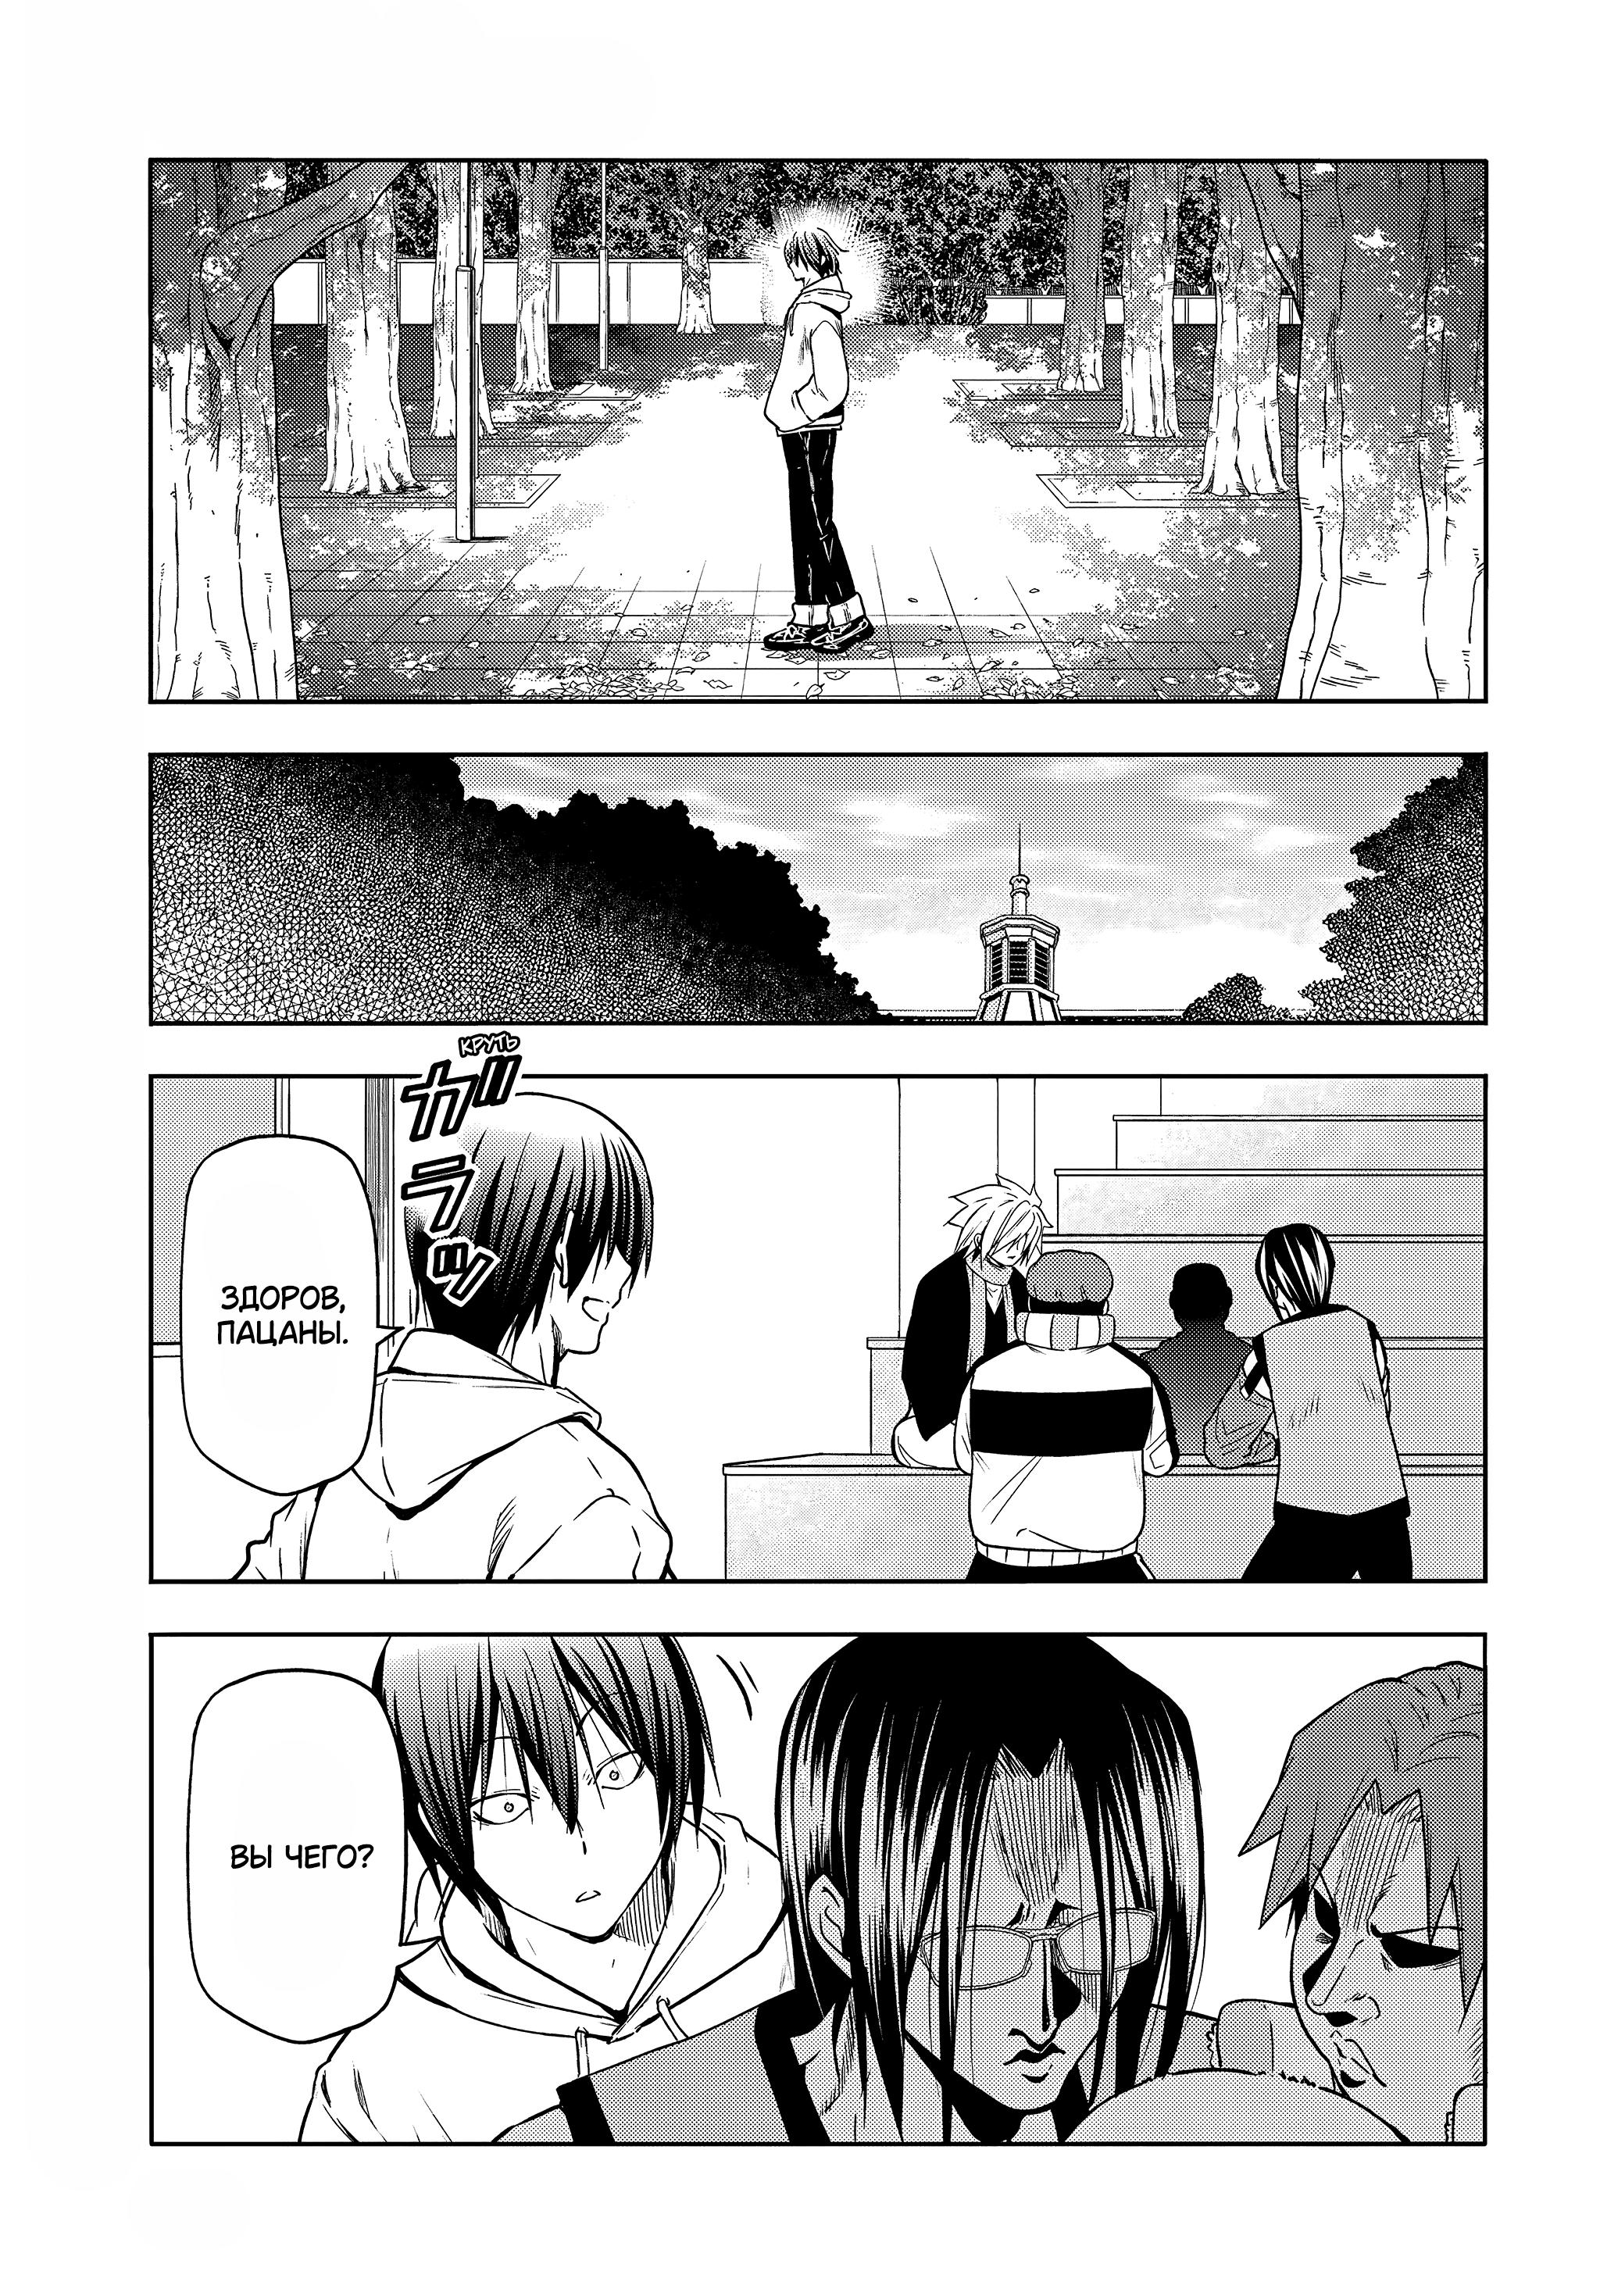 КРУТЬ
ガラッ
ЗДОРОВ,
ПАЦАНЫ.
ВЫ ЧЕГО?